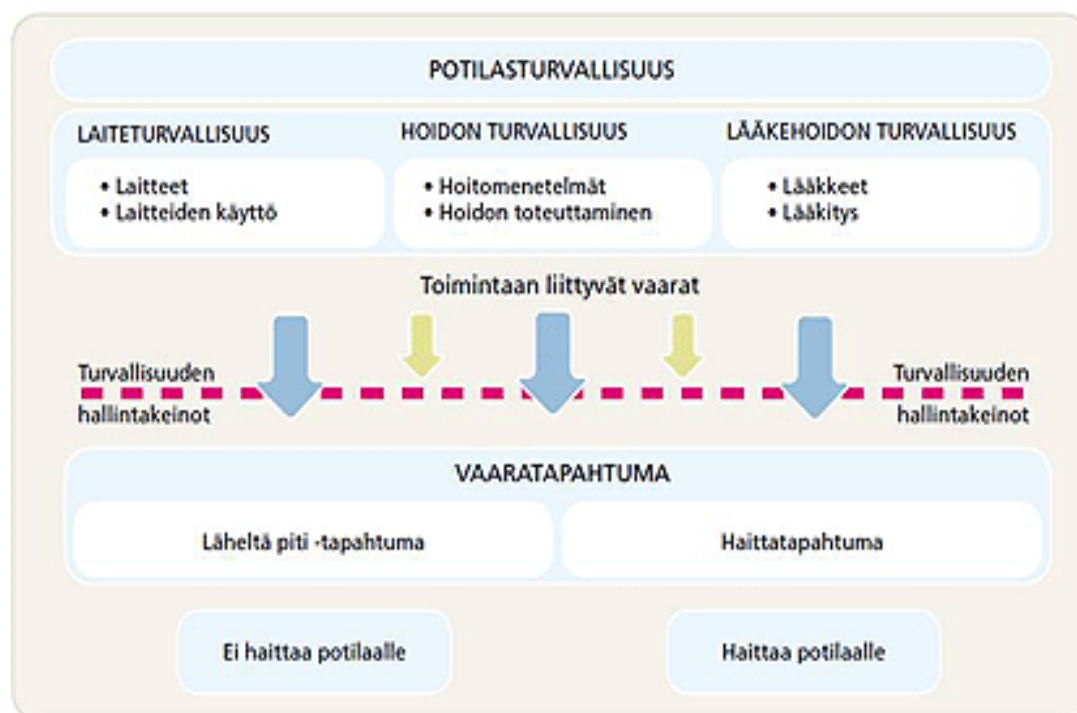 POTILASTURVALLISUUS
LAITETURVALLISUUS
• Laitteet
• Laitteiden käyttö
HOIDON TURVALLISUUS
• Hoitomenetelmät
• Hoidon toteuttaminen
LÄÄKEHOIDON TURVALLISUUS
• Lääkkeet
• Lääkitys
Toimintaan liittyvät vaarat
Turvallisuuden
hallintakeinot
Turvallisuuden
hallintakeinot
VAARATAPAHTUMA
Läheltä piti -tapahtuma
Haittatapahtuma
Ei haittaa potilaalle
Haittaa potilaalle